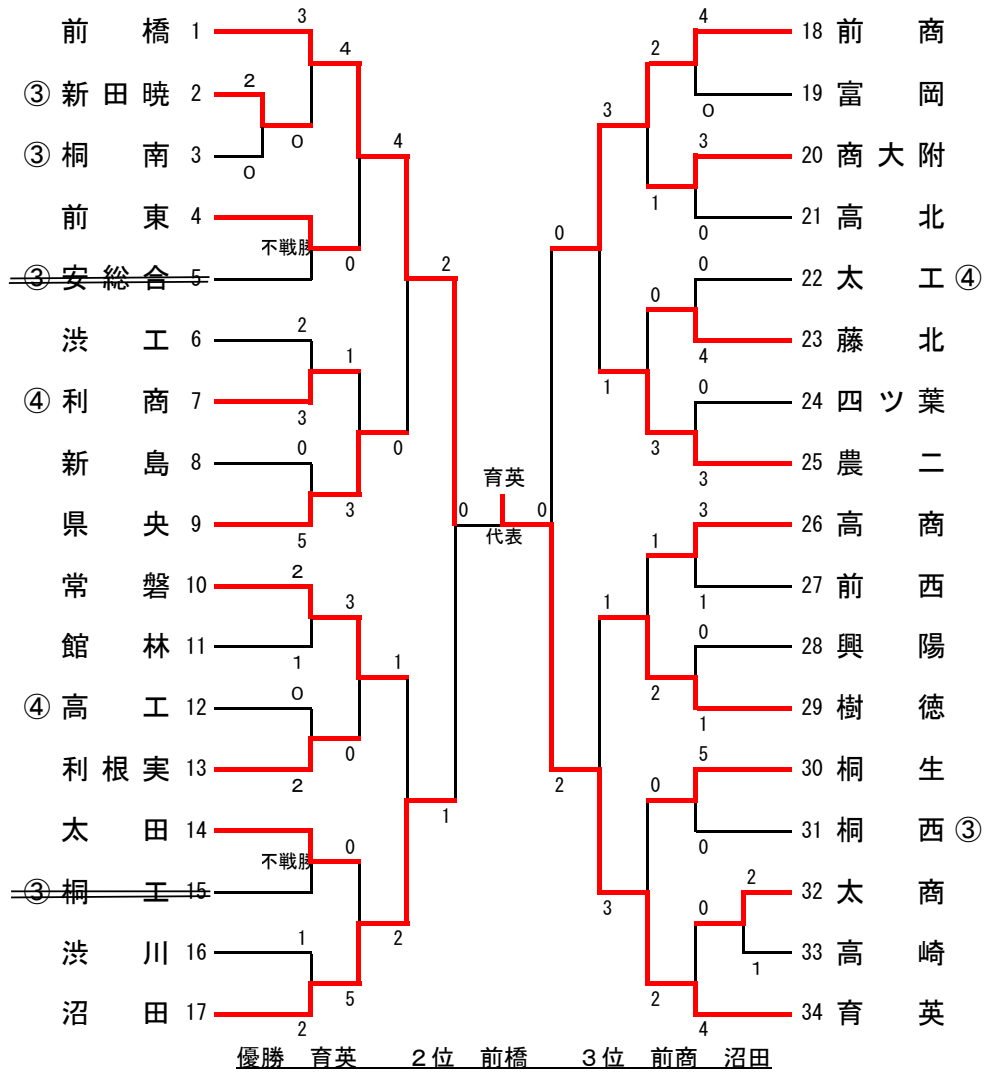 前橋 1
③ 新田暁 2
③ 桐南 3
前東 4
③ 安総合 5
渋工 6
④ 利商 7
新島 8
県央 9
常磐 10
館林 11
④ 高工 12
利根実 13
太田 14
③ 桐工 15
渋川 16
沼田 17
3
2
0
0
4
不戦勝
0
4
2
3
1
0
5
3
0
2
2
1
3
0
2
0
1
不戦勝
0
1
2
5
2
1
0
育英
代表
0
0
2
3
1
1
3
2
1
0
3
1
2
0
2
4
0
3
0
0
4
0
3
3
1
0
1
5
0
0
2
1
4
18 前商
19 富岡
20 商大附
21 高北
22 太工 ④
23 藤北
24 四ツ葉
25 農二
26 高商
27 前西
28 興陽
29 樹徳
30 桐生
31 桐西 ③
32 太商
33 高崎
34 育英
優勝 育英 2位 前橋 3位 前商 沼田